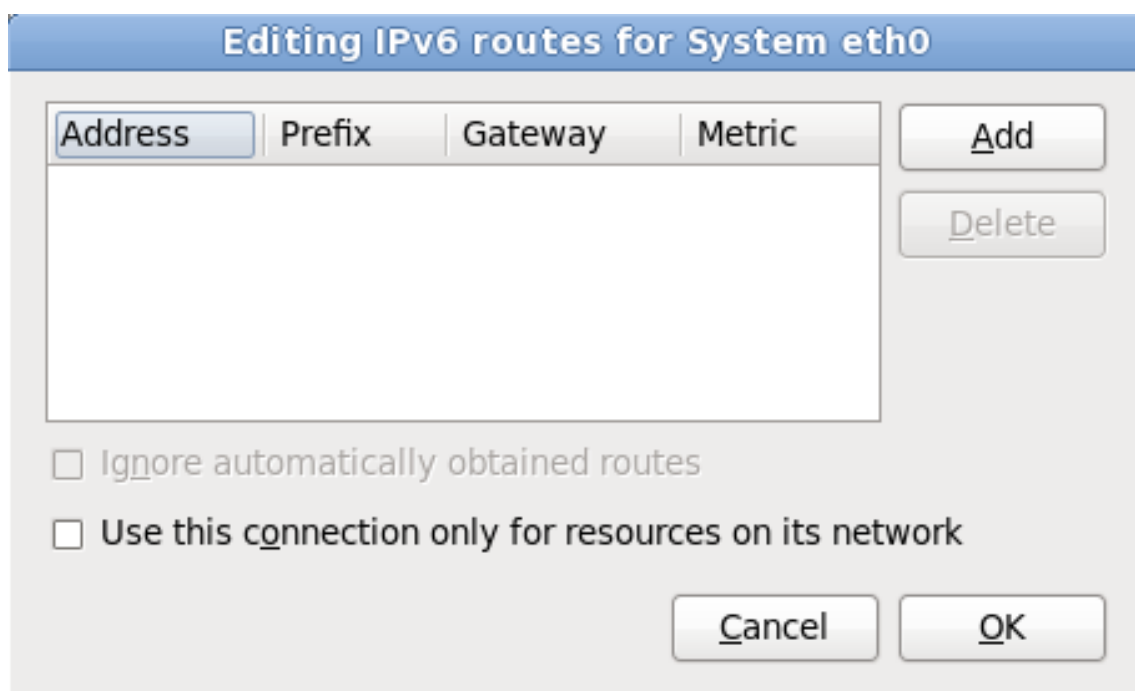 Editing IPv6 routes for System eth0
Address Prefix Gateway Metric
Add
Delete
Ignore automatically obtained routes
Use this connection only for resources on its network
Cancel OK